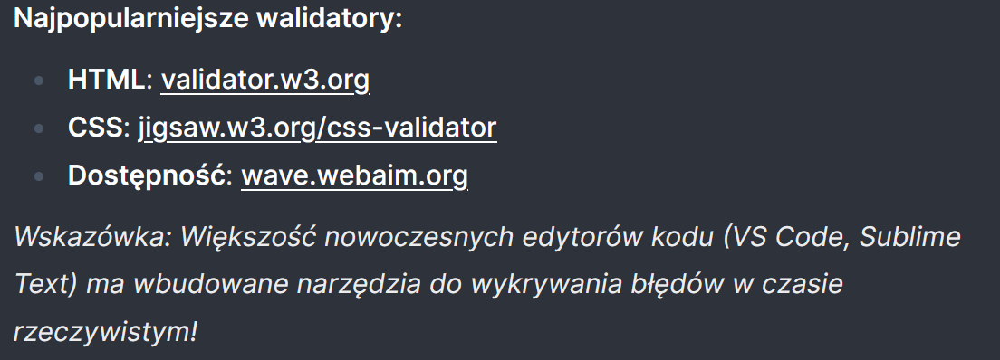 Najpopularniejsze walidatory:
HTML: validator.w3.org
CSS: jigsaw.w3.org/css-validator
Dostępność: wave.webaim.org
Wskazówka: Większość nowoczesnych edytorów kodu (VS Code, Sublime
Text) ma wbudowane narzędzia do wykrywania błędów w czasie
rzeczywistym!